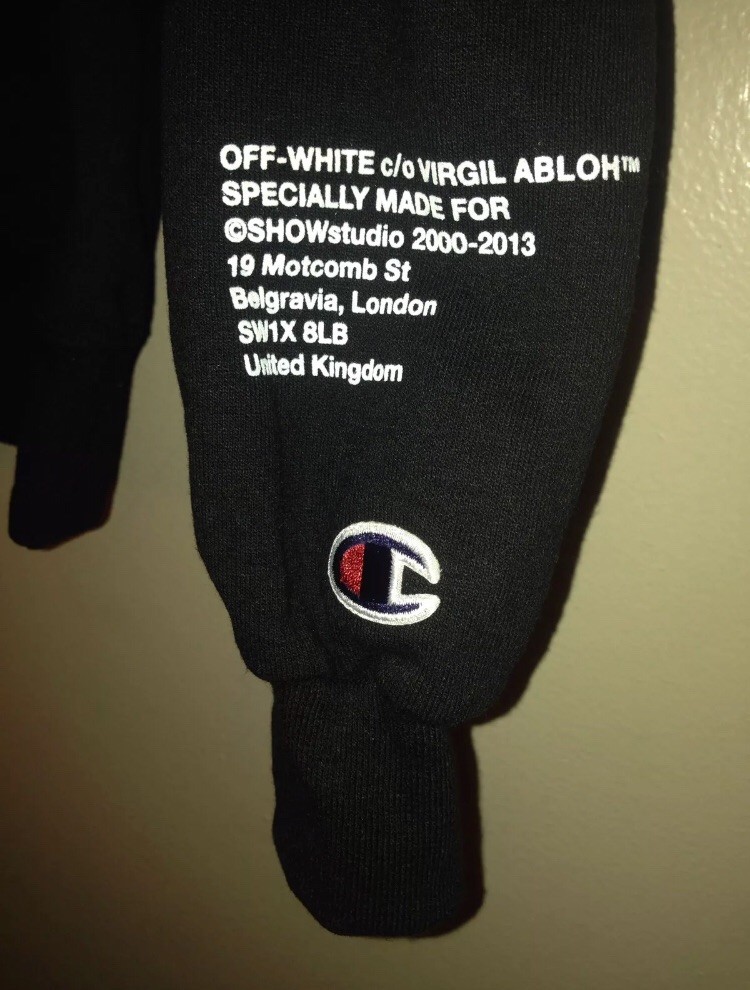 OFF-WHITE c/o VIRGIL ABLOH™
SPECIALLY MADE FOR
©SHOWstudio 2000-2013
19 Motcomb St
Belgravia, London
SW1X 8LB
United Kingdom